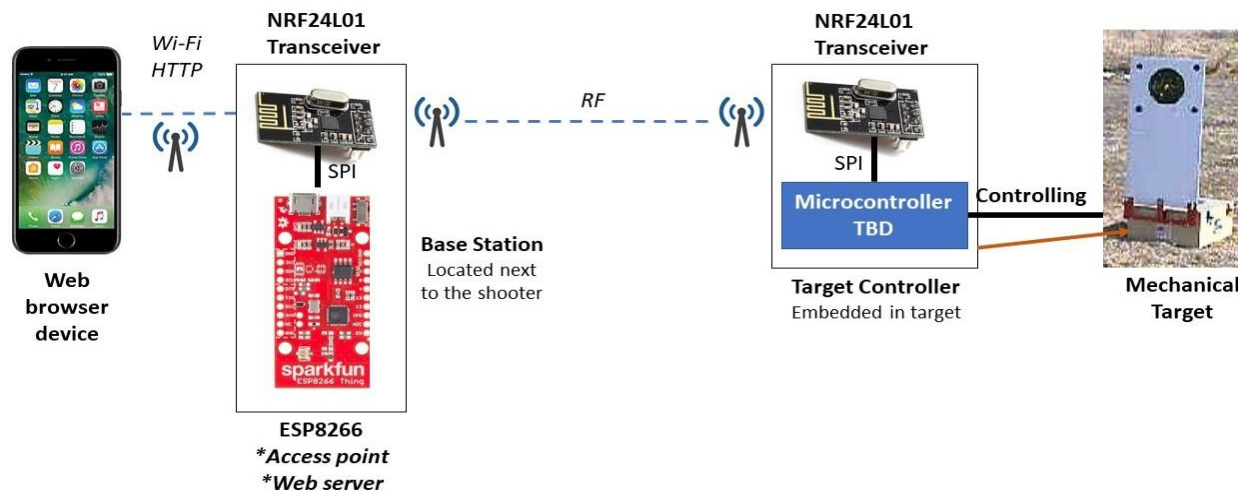 NRF24L01
Transceiver
Wi-Fi
HTTP
SPI
Web
browser
device
sparkfun
ESP8266 Thing
ESP8266
*Access point
*Web server
Base Station
Located next
to the shooter
RF
NRF24L01
Transceiver
SPI
Microcontroller
TBD
Controlling
Target Controller
Embedded in target
Mechanical
Target